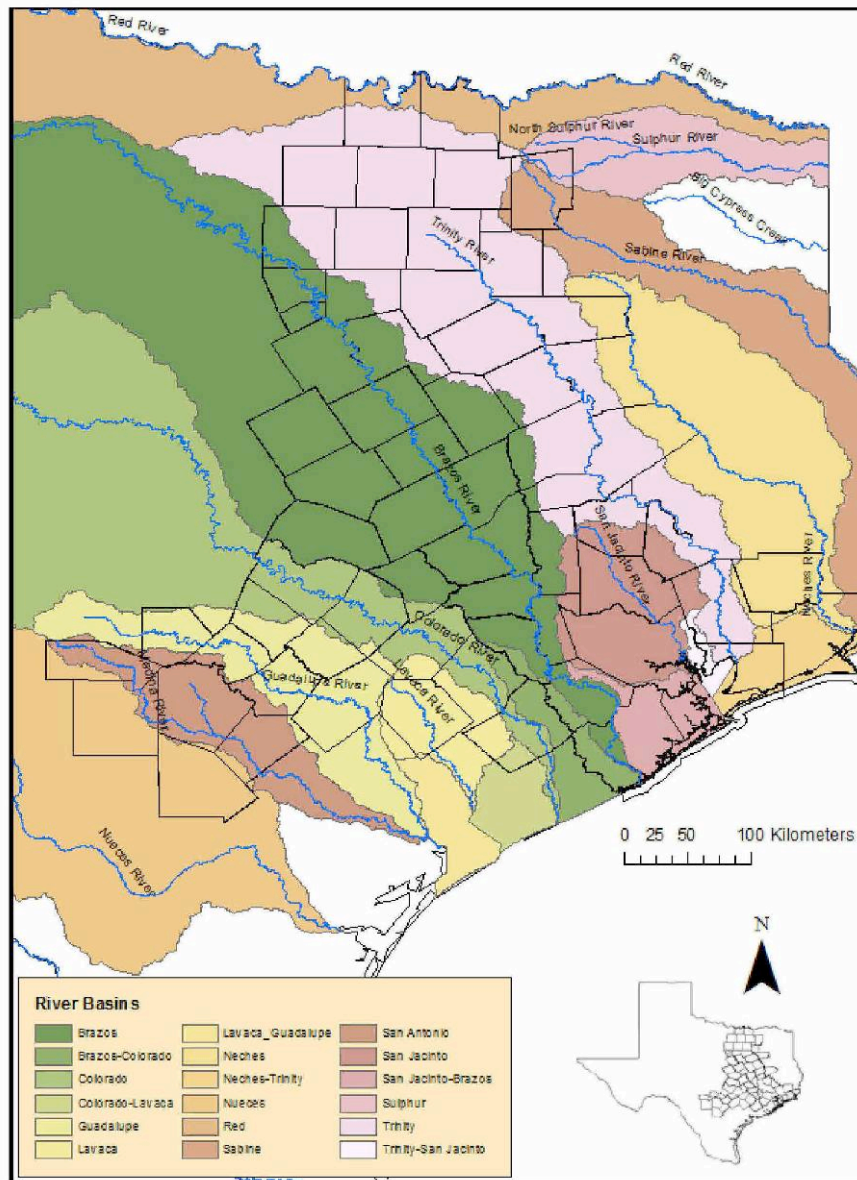 Red River
Red River
North Sulphur River
Sulphur River
Big Cypress Creek
Trinity River
Sabine River
Brazos River
San Jacinto River
Neches River
Colorado River
Medina River
Guadalupe River
Lavaca River
Nueces River
0 25 50 100 Kilometers
N
River Basins
Brazos
Brazos-Colorado
Colorado
Colorado-Lavaca
Guadalupe
Lavaca
Lavaca_Guadalupe
Neches
Neches-Trinity
Nueces
Red
Sabine
San Antonio
San Jacinto
San Jacinto-Brazos
Sulphur
Trinity
Trinity-San Jacinto